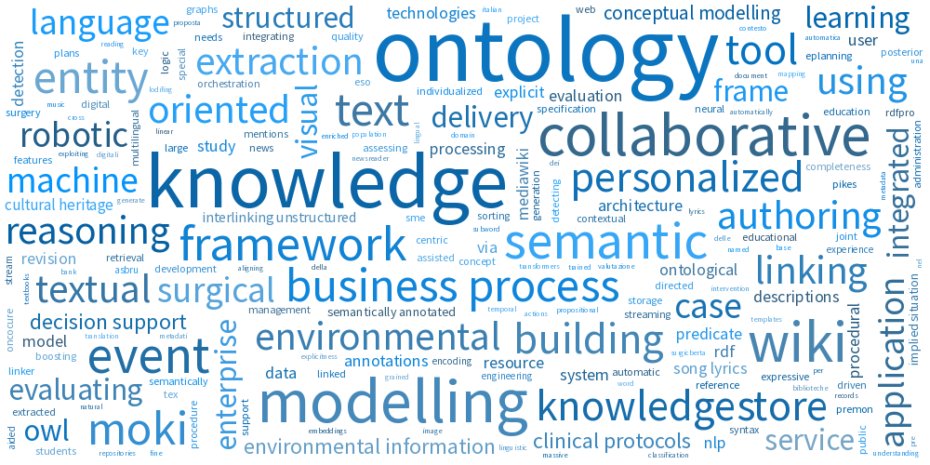 language
graphs
proposta
structured
needs
integrating
technologies
italian
project
web
conceptual modelling
learning
reading
automatica
contesto
user
detection
plans
key
logic
special
quality
extraction
ontology
tool
eplanning
posterior
una
entity
orchestration
eso
individualized
explicit
evaluation
document
mapping
frame
using
surgery
music
digital
oriented
visual
text
delivery
specification
neural
automatically
education
rdfpro
robotic
cross
linear
multilingual
mentions
enriched
population
lingual
domain
collaborative
exploiting
digitali
large
study
news
assessing
processing
newsreader
dei
completeness
features
machine
generate
knowledge
mediawiki
generation
detecting
personalized
pikes
metadata
integrated
administration
cultural heritage
interlinking unstructured
sme
sorting
subword
contextual
architecture
lyrics
authoring
reasoning
framework
centric
via
semantic
delle
educational
named
base
joint
experience
revision
retrieval
bank
aligning
della
assisted
concept
transformers
valutazione
ontological
linking
intervention
stream
textbooks
asbru
development
directed
textual
surgical
business process
temporal
actions
propositional
storage
streaming
case
descriptions
templates
management
semantically annotated
decision support
translation
metadati
environmental building
predicate
wiki
procedural
application
implied situation
oncocure
model
boosting
event
enterprise
explicitness
annotations
encoding
resource
rdf
song lyrics
linker
semantically
data
linked
grained
engineering
system
automatic
word
reference
expressive
per
driven
biblioteche
records
evaluating
tex
extracted
natural
procedure
support
modelling
knowledgestore
premon
syntax
public
aided
owl
students
repositories
fine
moki
embeddings
image
environmental information
linguistic
massive
clinical protocols
classification
nlp
service
understanding
pre